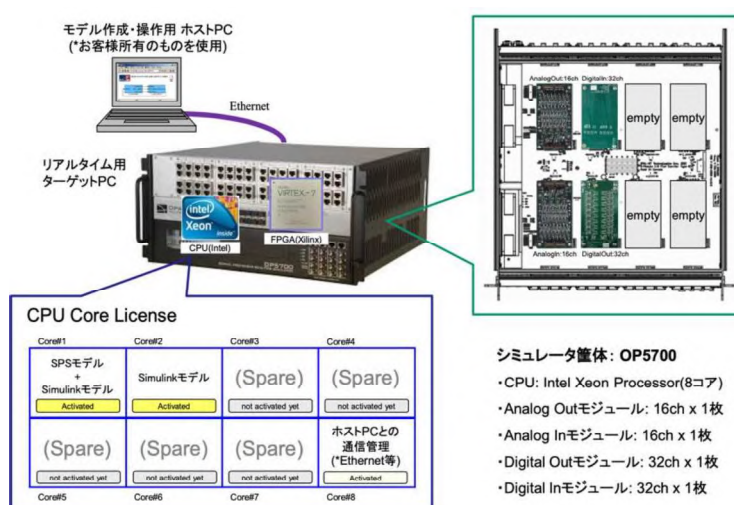 モデル作成・操作用 ホストPC
(*お客様所有のものを使用)
Ethernet
リアルタイム用
ターゲットPC
intel
Xeon
inside
CPU(Intel)
VIRTEX-7
FPGA(Xilinx)
OP5700
AnalogOut:16ch
DigitalIn:32ch
empty
empty
AnalogIn:16ch
DigitalOut:32ch
empty
empty
CPU Core License
Core#1
Core#2
Core#3
Core#4
SPSモデル
+
Simulinkモデル
Activated
Simulinkモデル
Activated
(Spare)
not activated yet
(Spare)
not activated yet
(Spare)
not activated yet
(Spare)
not activated yet
(Spare)
not activated yet
ホストPCとの
通信管理
(*Ethernet等)
Activated
Core#5
Core#6
Core#7
Core#8
シミュレータ筐体: OP5700
・CPU: Intel Xeon Processor(8コア)
・Analog Outモジュール: 16ch x 1枚
・Analog Inモジュール: 16ch x 1枚
・Digital Outモジュール: 32ch x 1枚
・Digital Inモジュール: 32ch x 1枚